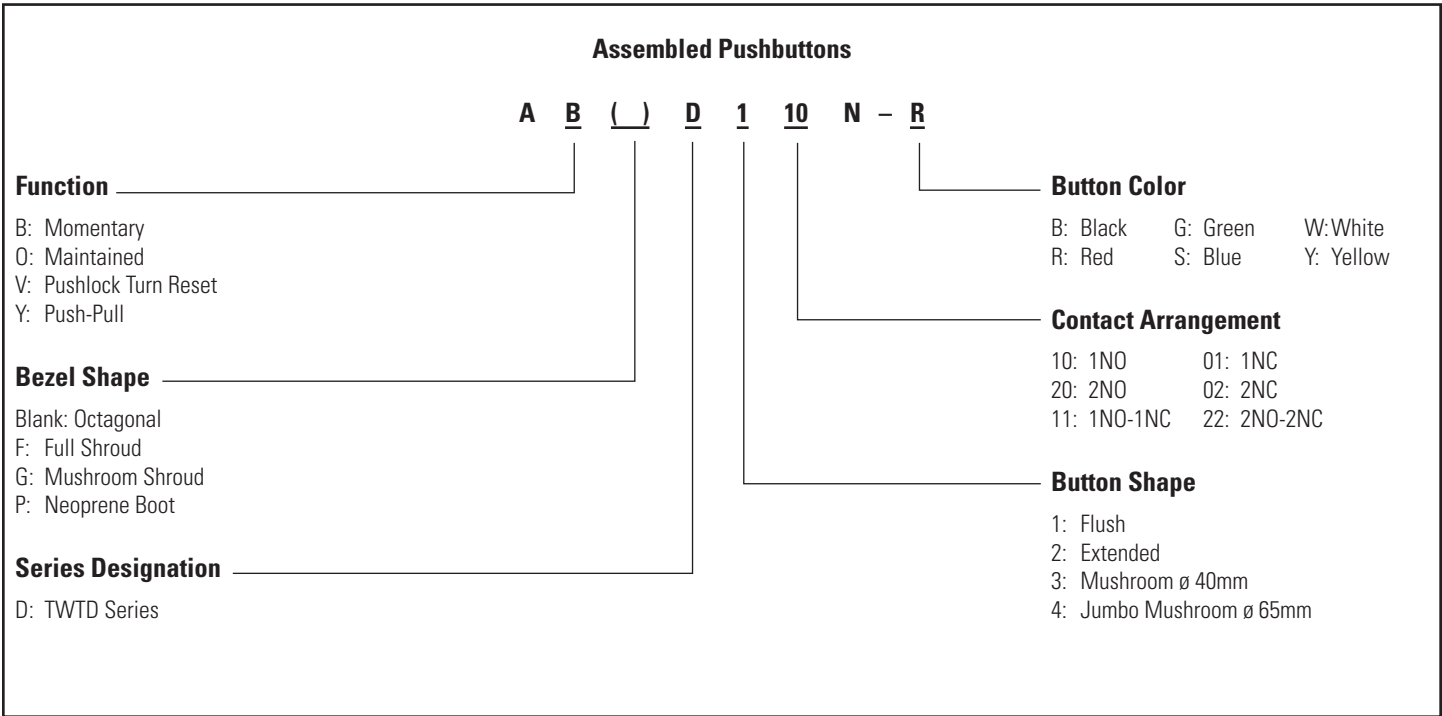 Assembled Pushbuttons
A B ( ) D 1 10 N – R
Function
B: Momentary
O: Maintained
V: Pushlock Turn Reset
Y: Push-Pull
Bezel Shape
Blank: Octagonal
F: Full Shroud
G: Mushroom Shroud
P: Neoprene Boot
Series Designation
D: TWTD Series
Button Color
B: Black G: Green W: White
R: Red S: Blue Y: Yellow
Contact Arrangement
10: 1NO 01: 1NC
20: 2NO 02: 2NC
11: 1NO-1NC 22: 2NO-2NC
Button Shape
1: Flush
2: Extended
3: Mushroom ø 40mm
4: Jumbo Mushroom ø 65mm